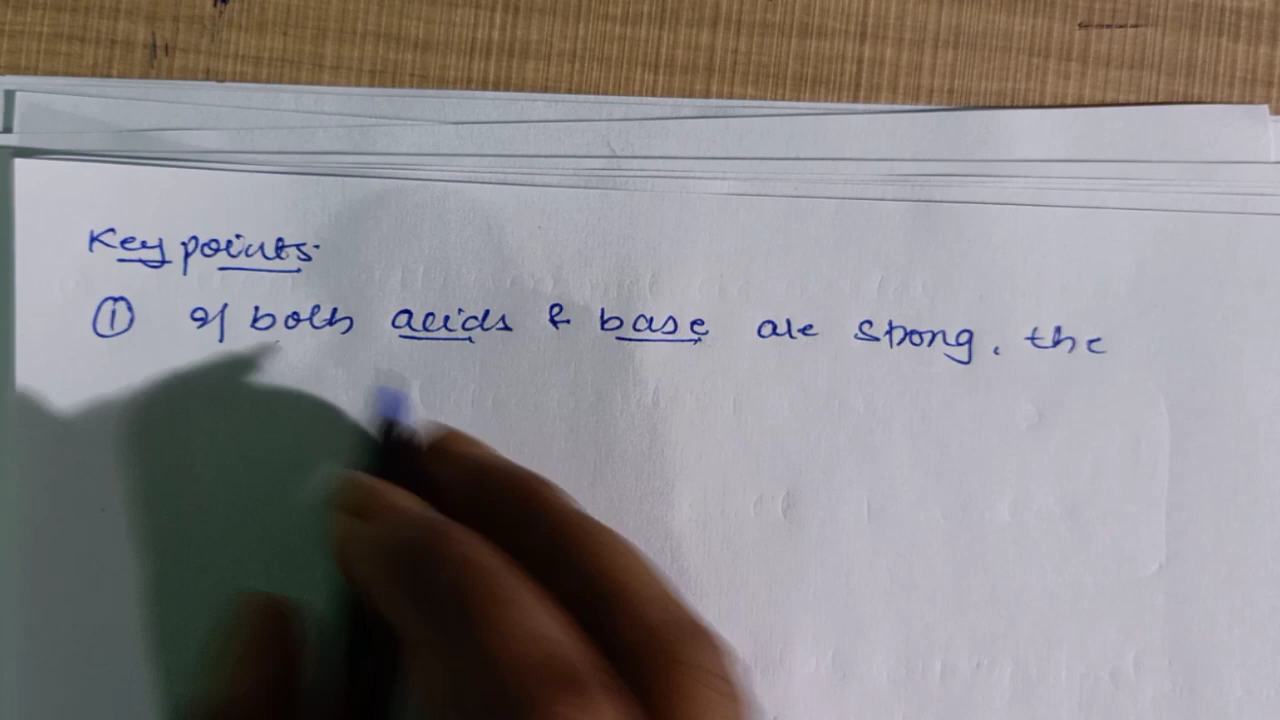 Key points.
① If both acids & base are strong, the